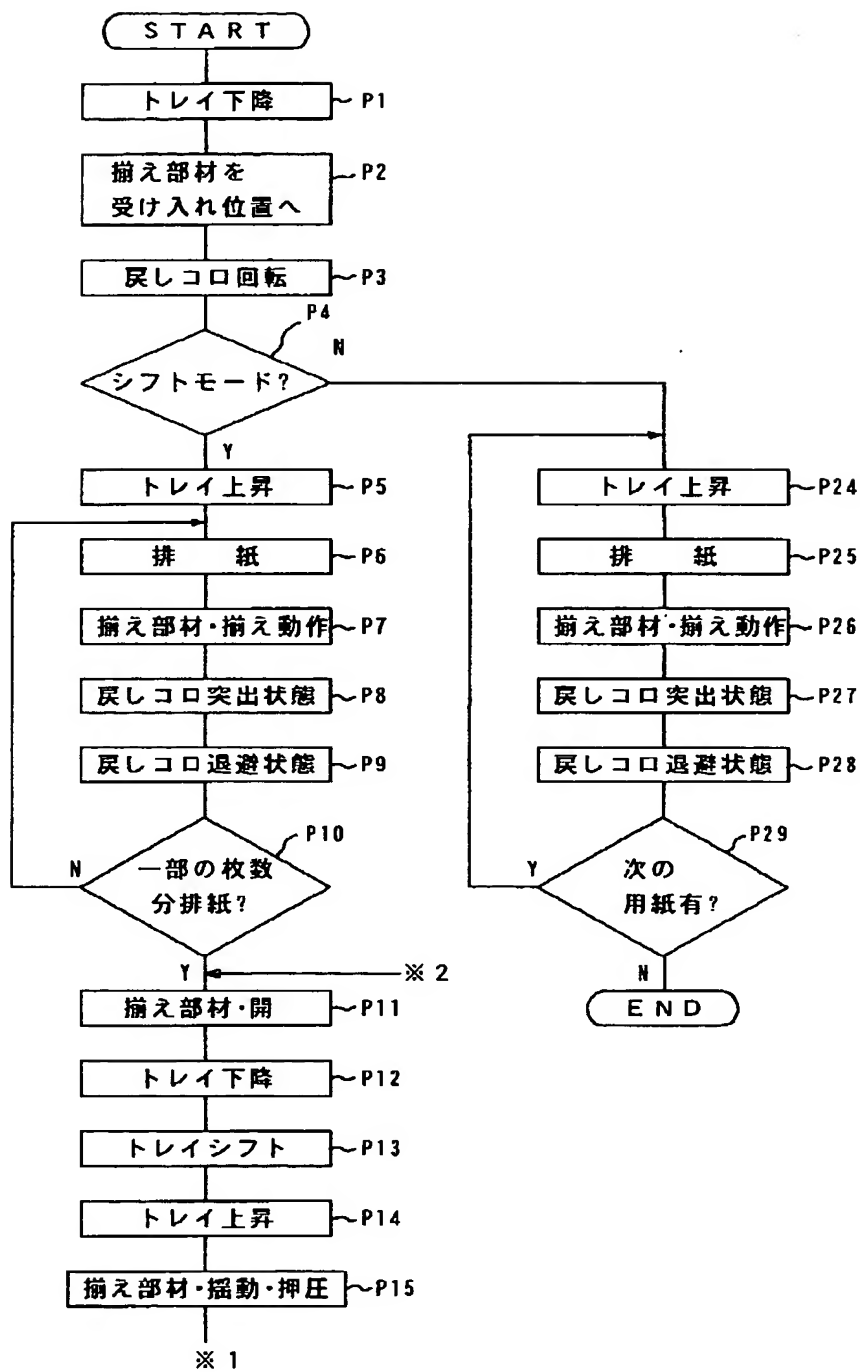 START
トレイ下降 P1
揃え部材を
受け入れ位置へ P2
戻しコロ回転 P3
P4
シフトモード?
N
Y
トレイ上昇 P5
排 紙 P6
揃え部材・揃え動作 P7
戻しコロ突出状態 P8
戻しコロ退避状態 P9
P10
一部の枚数
分排紙?
N
Y
※2
揃え部材・開 P11
トレイ下降 P12
トレイシフト P13
トレイ上昇 P14
揃え部材・揺動・押圧 P15
※1
トレイ上昇 P24
排 紙 P25
揃え部材・揃え動作 P26
戻しコロ突出状態 P27
戻しコロ退避状態 P28
P29
次の
用紙有?
Y
N
END